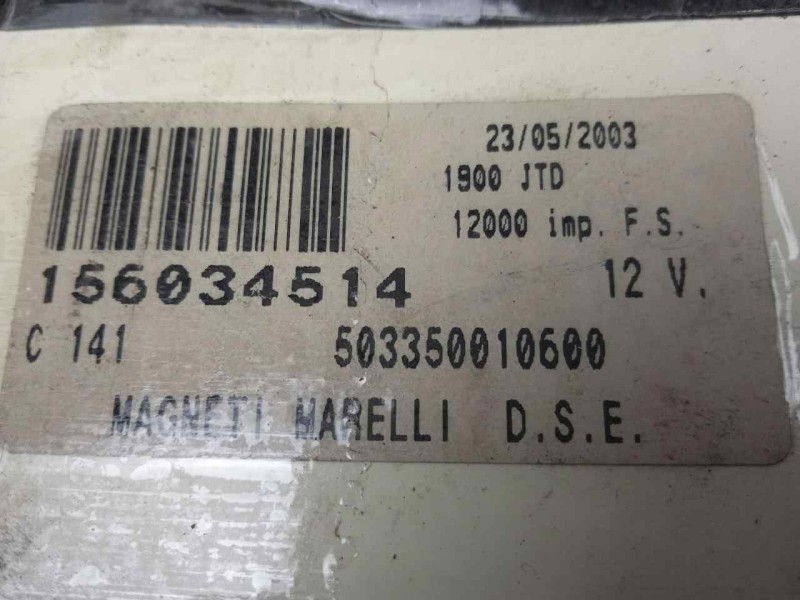 23/05/2003
1900 JTD
12000 imp. F.S.
156034514 12 V.
C 141 503350010600
MAGNETI MARELLI D.S.E.